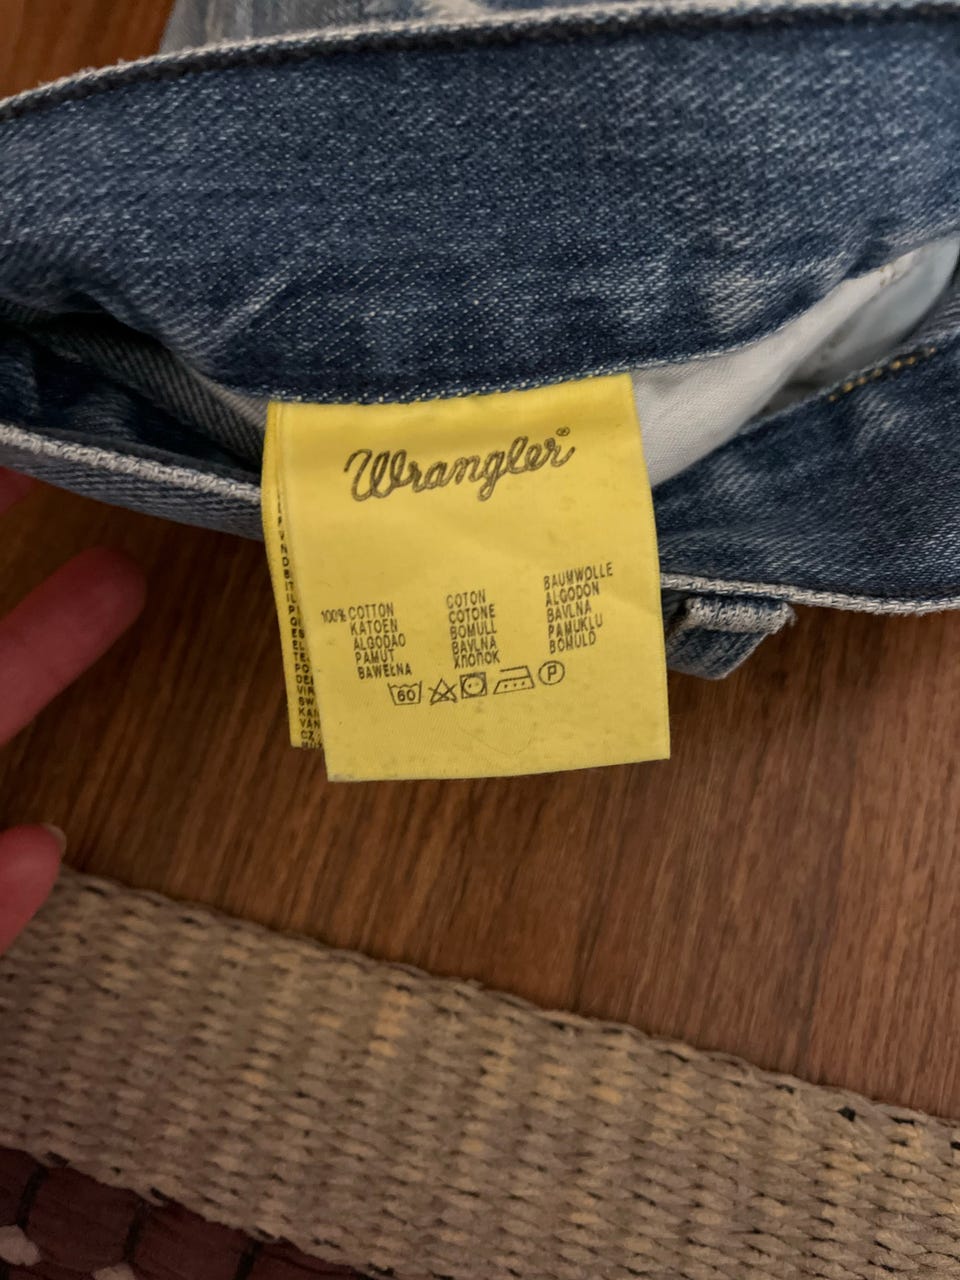 Wrangler®
100% COTTON
KATOEN
ALGODAO
PAMUT
BAWEŁNA
COTON
COTONE
BOMULL
BAVLNA
ХЛОПОК
BAUMWOLLE
ALGODON
BAVLNA
PAMUKLU
BOMULD
60
P